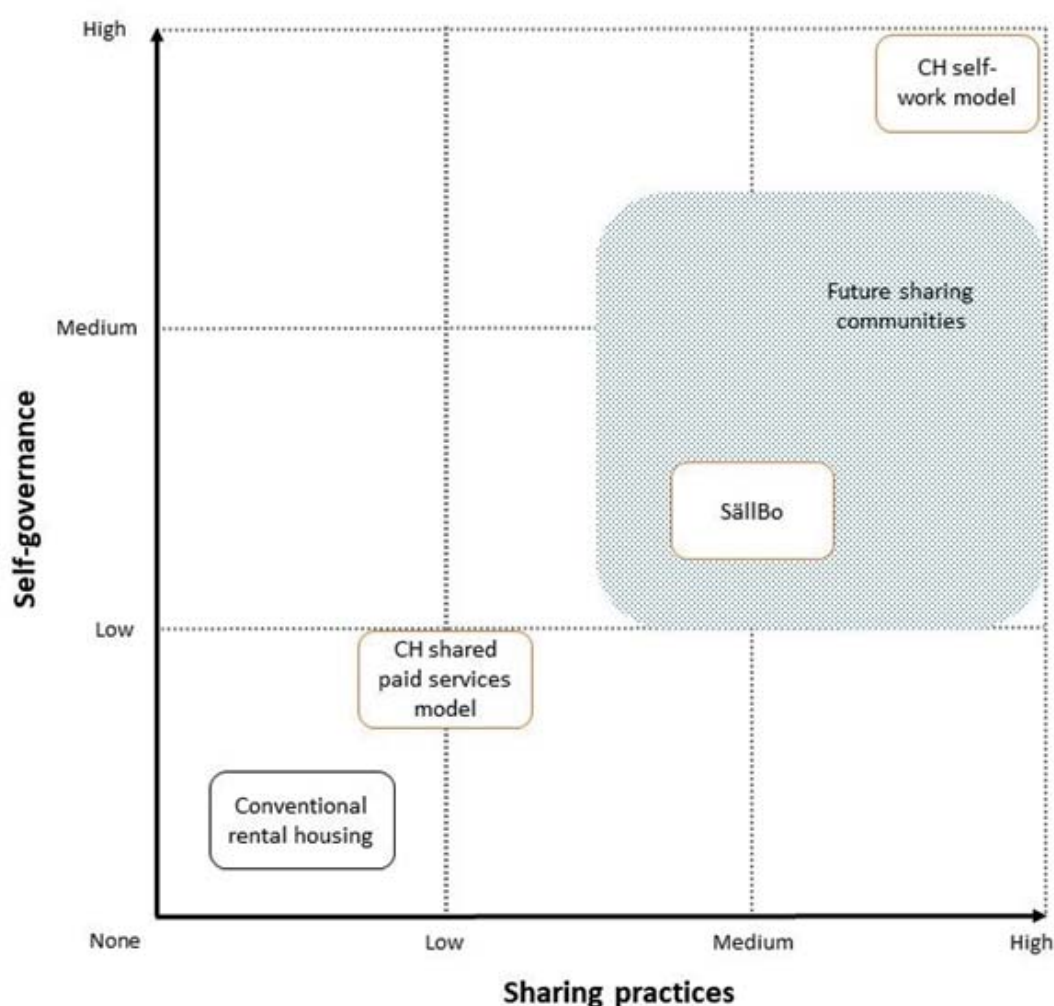 High
CH self-
work model
Future sharing
communities
Medium
Self-governance
SällBo
Low
CH shared
paid services
model
Conventional
rental housing
None
Low
Medium
High
Sharing practices